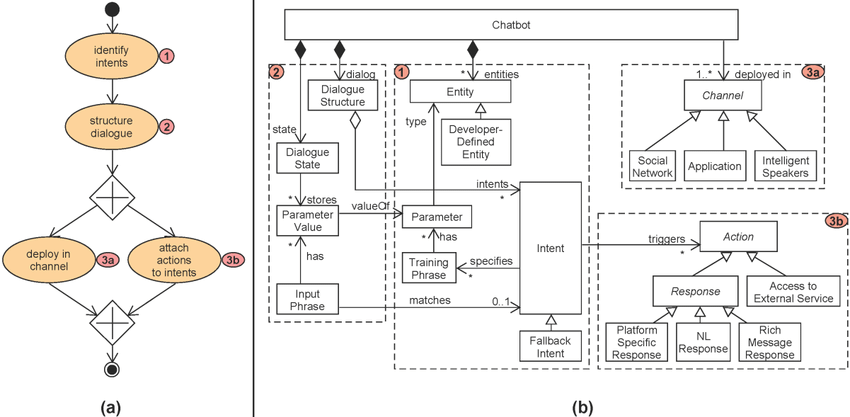 identify
intents
1
structure
dialogue
2
deploy in
channel
3a
attach
actions
to intents
3b
(a)
Chatbot
2
dialog
Dialogue
Structure
state
Dialogue
State
* stores
Parameter
Value
*
has
Input
Phrase
valueOf
matches
0..1
1
* entities
Entity
type
Developer-
Defined
Entity
intents
*
Parameter
* has
Training
Phrase
specifies
*
Intent
Fallback
Intent
3a
1..* deployed in
Channel
Social
Network
Application
Intelligent
Speakers
3b
triggers
*
Action
Response
Access to
External Service
Platform
Specific
Response
NL
Response
Rich
Message
Response
(b)